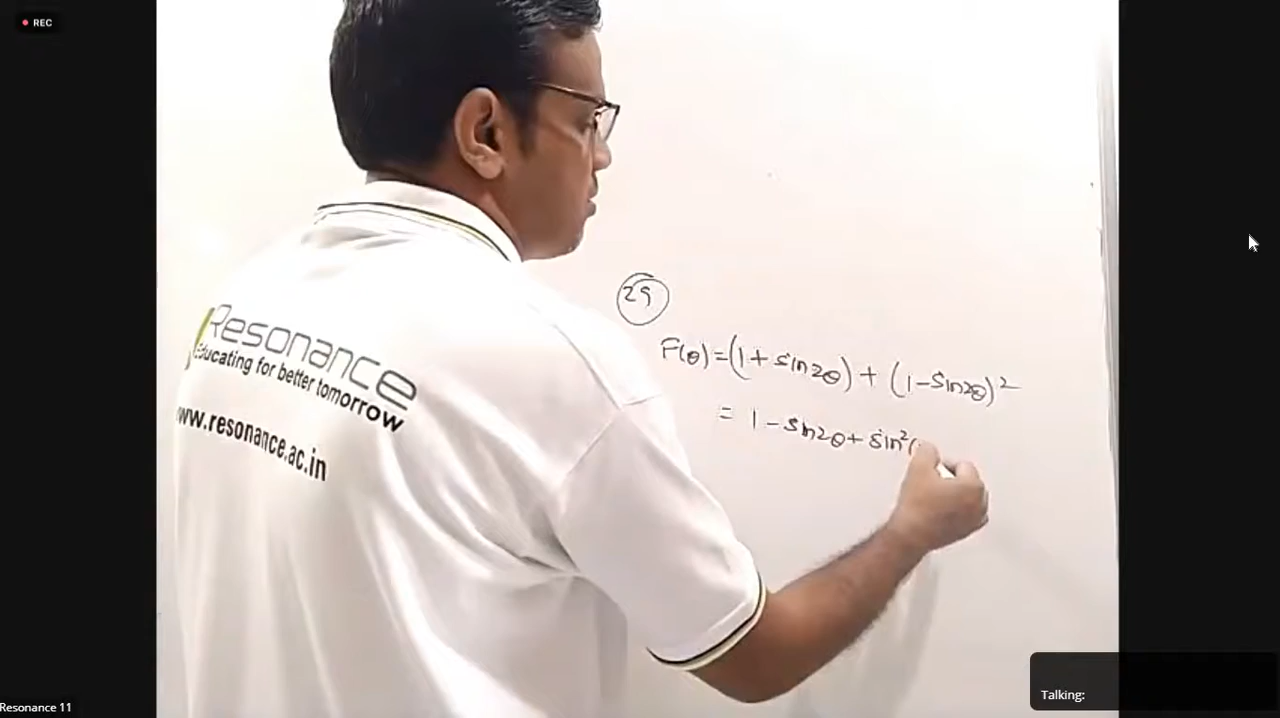 REC
29
F(θ) = (1 + sin2θ) + (1 - sin2θ)²
= 1 - sin2θ + sin²(
Resonance
Educating for better tomorrow
www.resonance.ac.in
Talking:
Resonance 11